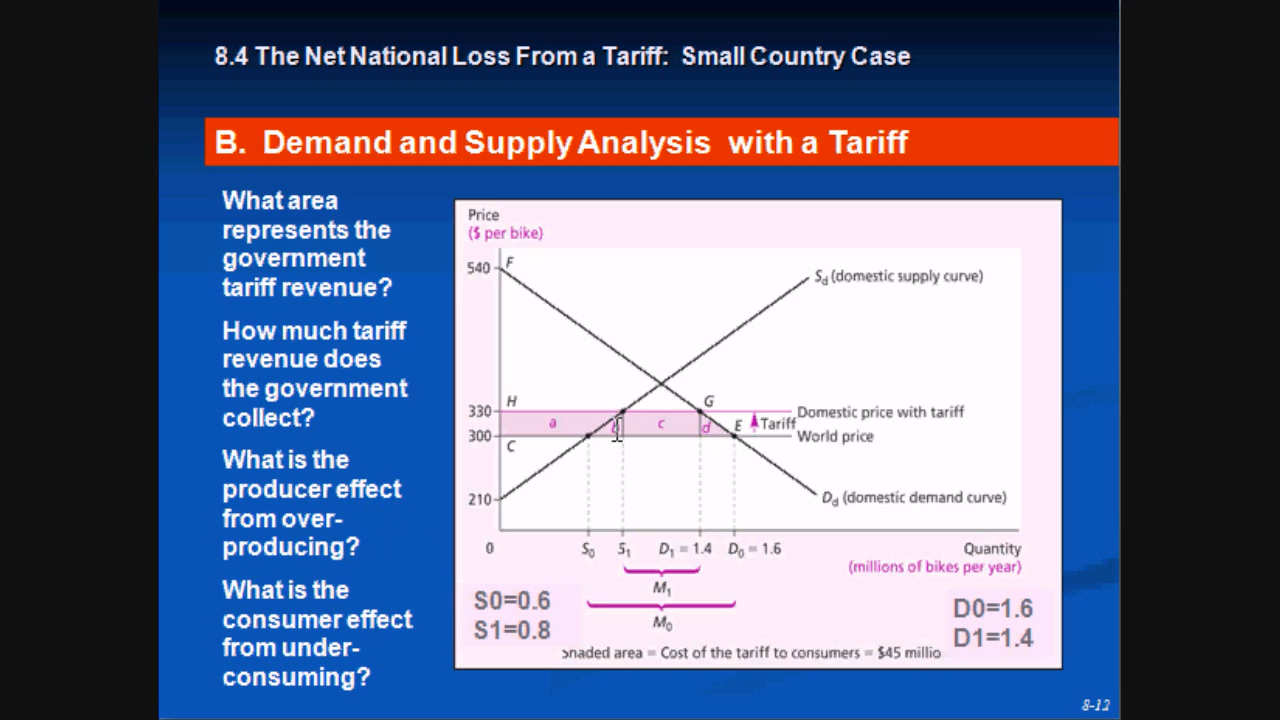 8.4 The Net National Loss From a Tariff: Small Country Case
B. Demand and Supply Analysis with a Tariff
What area
represents the
government
tariff revenue?
How much tariff
revenue does
the government
collect?
What is the
producer effect
from over-
producing?
What is the
consumer effect
from under-
consuming?
Price
($ per bike)
540
F
Sd (domestic supply curve)
H
G
330
Domestic price with tariff
a
b
c
d
E
Tariff
300
World price
C
210
Dd (domestic demand curve)
0
S0
S1
D1 = 1.4
D0 = 1.6
Quantity
(millions of bikes per year)
M1
M0
S0=0.6
S1=0.8
D0=1.6
D1=1.4
area = Cost of the tariff to consumers = $45 millio
8-12